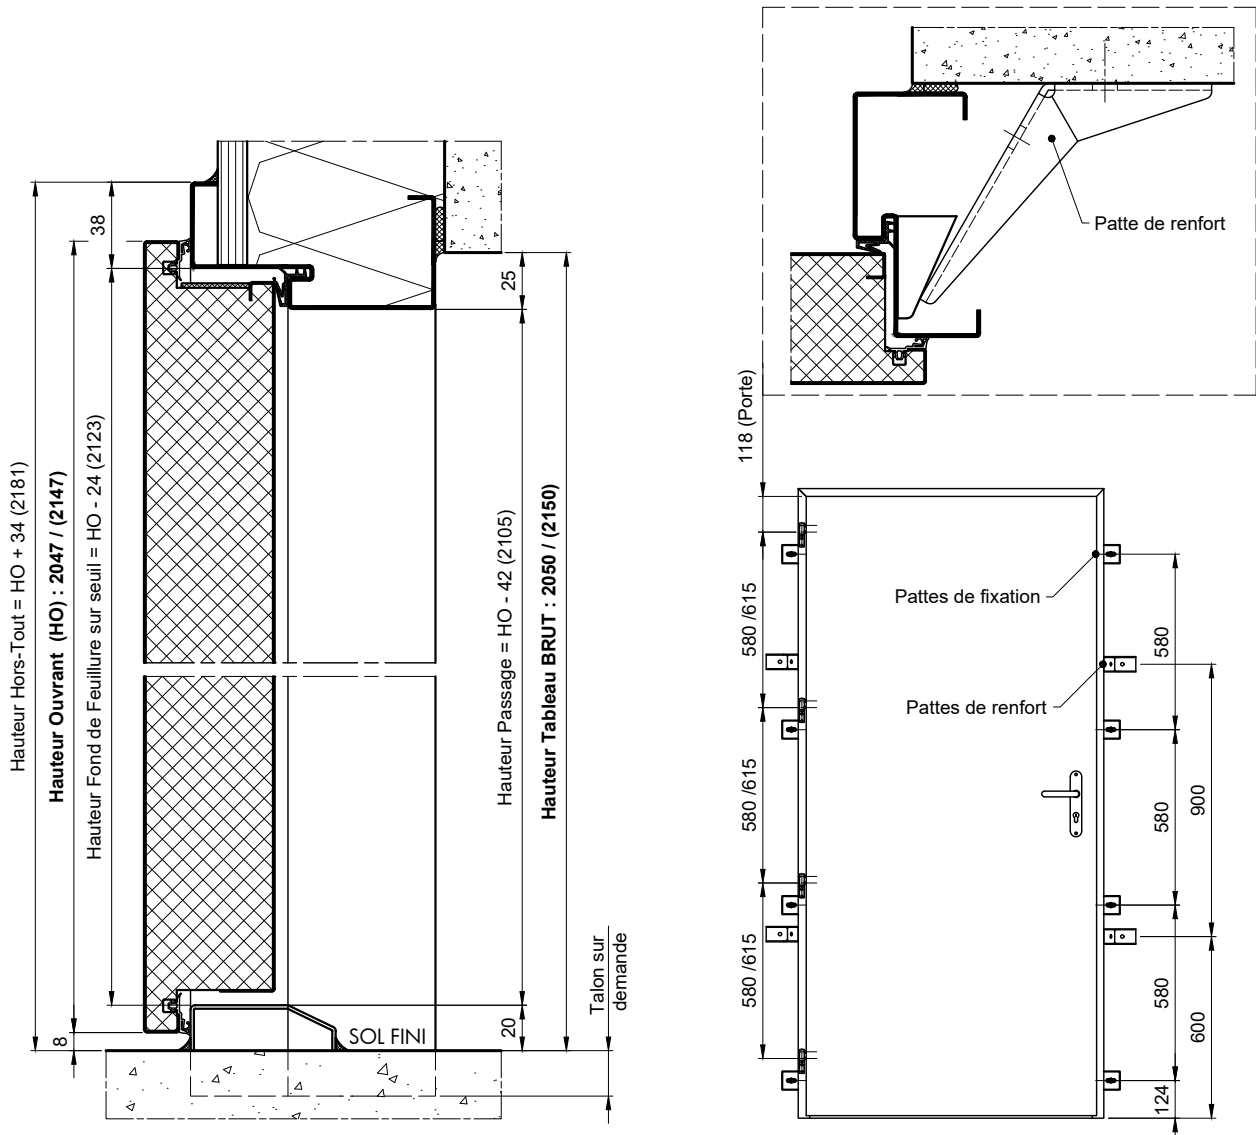 Hauteur Hors-Tout = HO + 34 (2181)
Hauteur Ouvrant (HO) : 2047 / (2147)
Hauteur Fond de Feuillure sur seuil = HO - 24 (2123)
38
8
25
Hauteur Passage = HO - 42 (2105)
Hauteur Tableau BRUT : 2050 / (2150)
20
SOL FINI
Talon sur
demande
Patte de renfort
118 (Porte)
580 /615
580 /615
580 /615
Pattes de fixation
Pattes de renfort
580
580
580
124
900
600